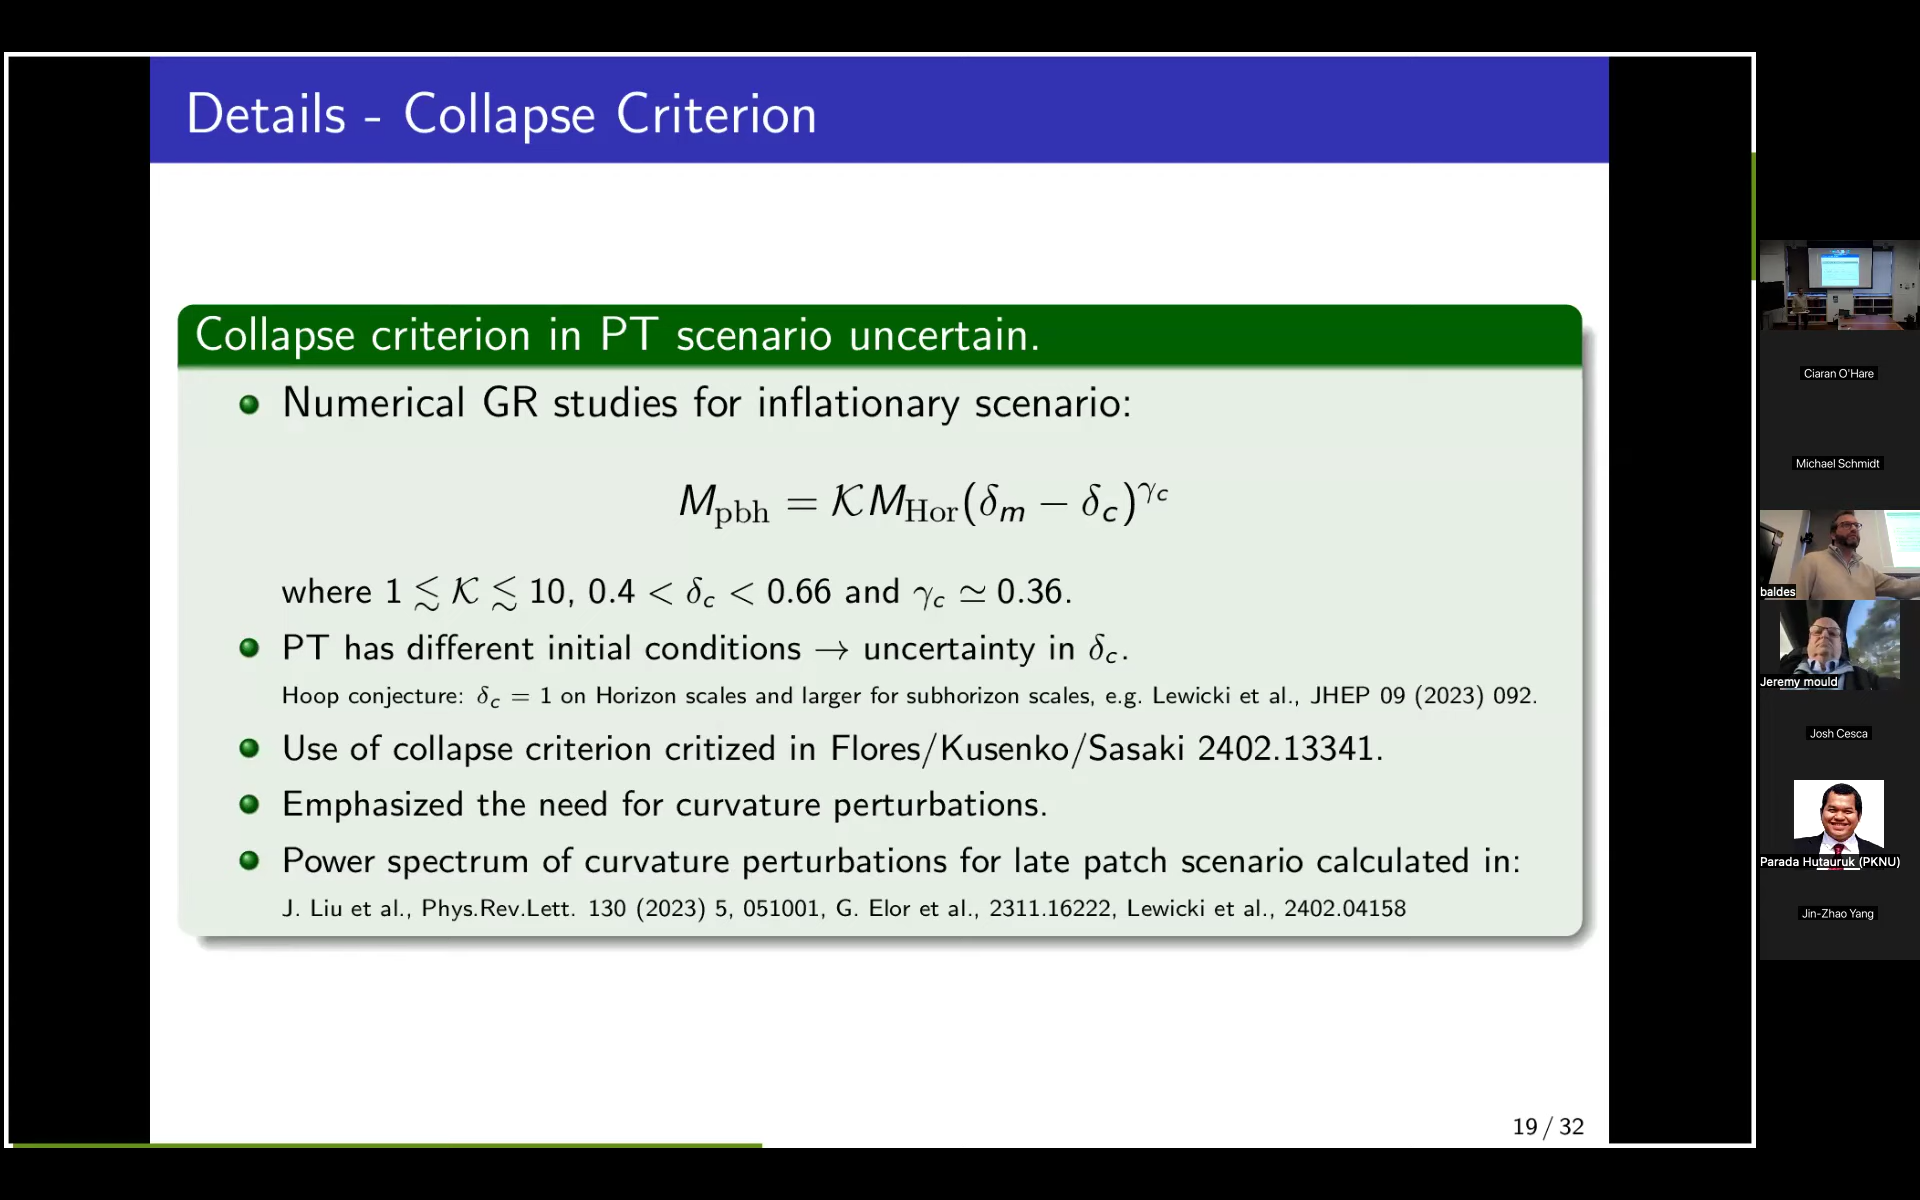 Details - Collapse Criterion
Collapse criterion in PT scenario uncertain.
Numerical GR studies for inflationary scenario:
M_pbh = 𝒦M_Hor(δ_m − δ_c)^γ_c
where 1 ≲ 𝒦 ≲ 10, 0.4 < δ_c < 0.66 and γ_c ≃ 0.36.
PT has different initial conditions → uncertainty in δ_c.
Hoop conjecture: δ_c = 1 on Horizon scales and larger for subhorizon scales, e.g. Lewicki et al., JHEP 09 (2023) 092.
Use of collapse criterion critized in Flores/Kusenko/Sasaki 2402.13341.
Emphasized the need for curvature perturbations.
Power spectrum of curvature perturbations for late patch scenario calculated in:
J. Liu et al., Phys.Rev.Lett. 130 (2023) 5, 051001, G. Elor et al., 2311.16222, Lewicki et al., 2402.04158
19 / 32
Ciaran O'Hare
Michael Schmidt
baldes
Jeremy mould
Josh Cesca
Parada Hutauruk (PKNU)
Jin-Zhao Yang